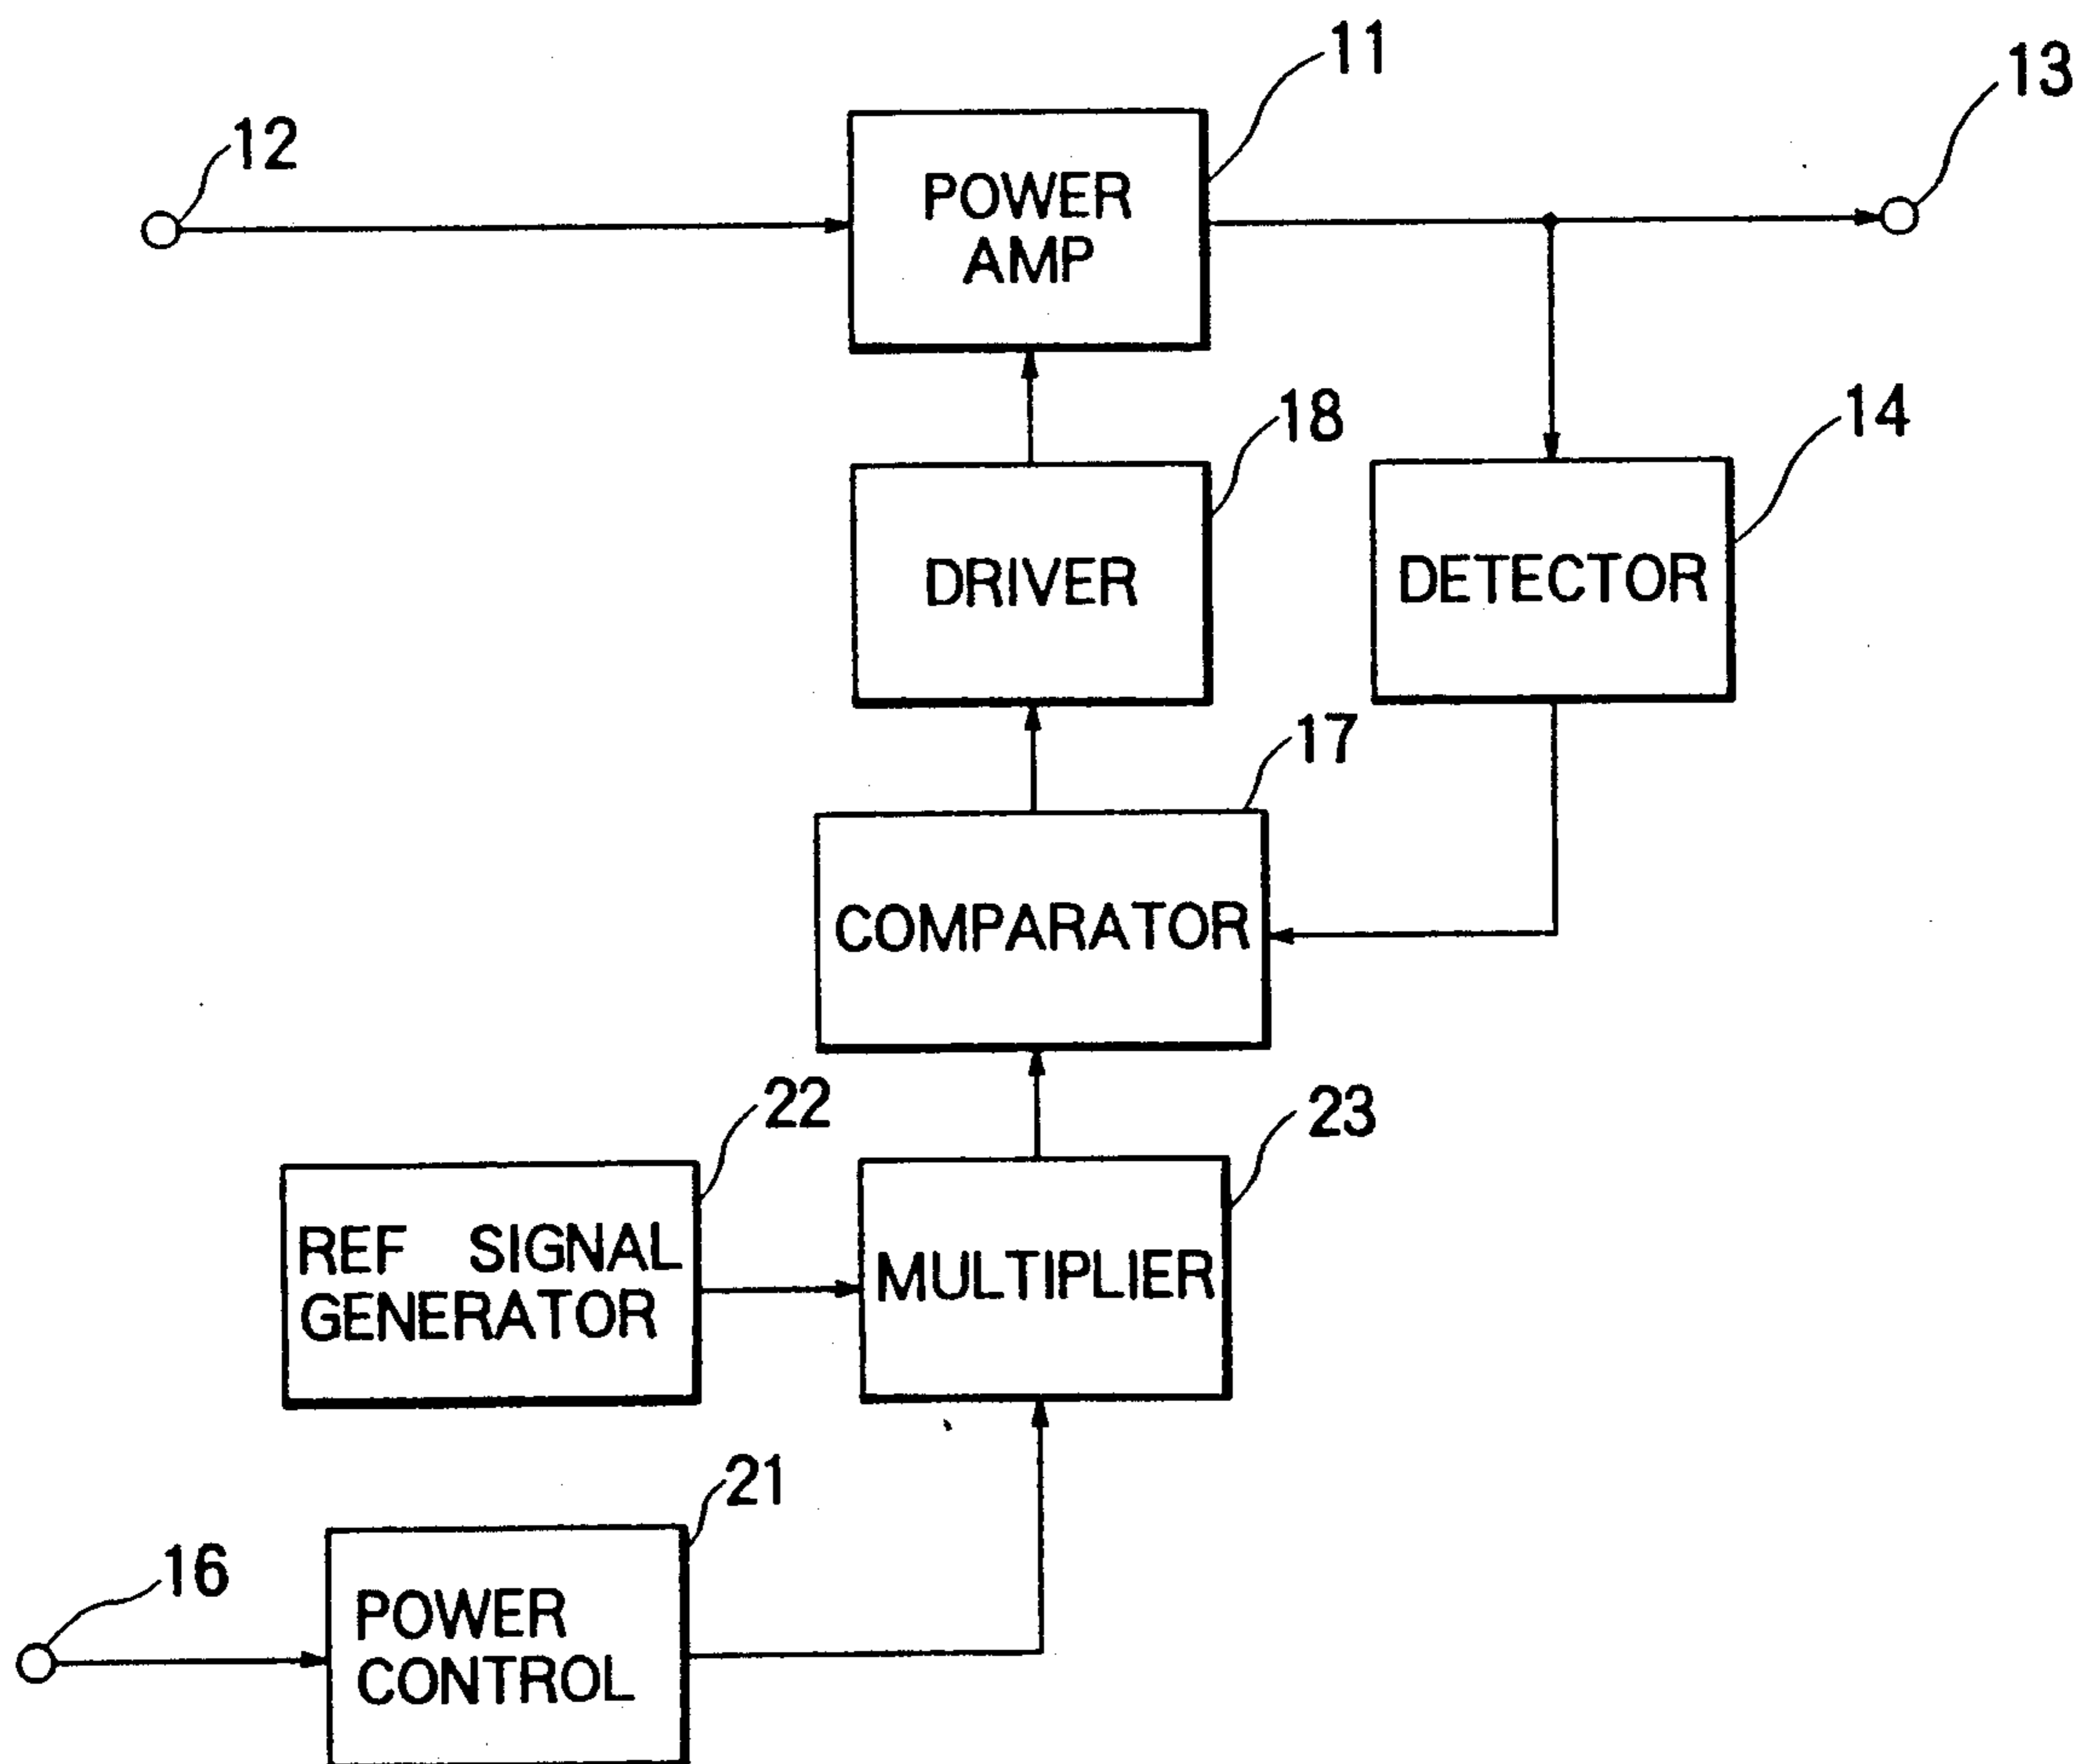 11
13
12
POWER
AMP
18
14
DRIVER
DETECTOR
17
COMPARATOR
22
23
REF SIGNAL
GENERATOR
MULTIPLIER
21
16
POWER
CONTROL